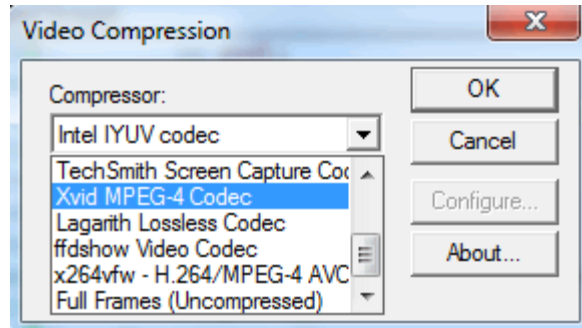 Video Compression
Compressor:
Intel IYUV codec
TechSmith Screen Capture Coc
Xvid MPEG-4 Codec
Lagarith Lossless Codec
ffdshow Video Codec
x264vfw - H.264/MPEG-4 AVC
Full Frames (Uncompressed)
OK
Cancel
Configure...
About...